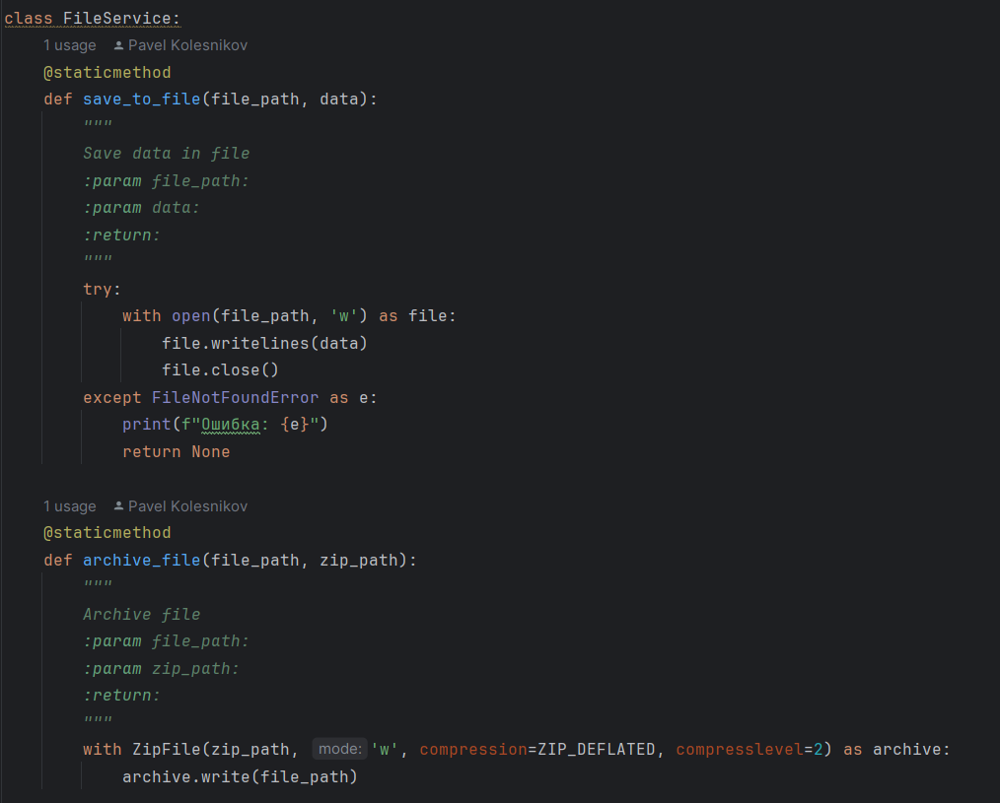 class FileService:
1 usage Pavel Kolesnikov
@staticmethod
def save_to_file(file_path, data):
"""
Save data in file
:param file_path:
:param data:
:return:
"""
try:
with open(file_path, 'w') as file:
file.writelines(data)
file.close()
except FileNotFoundError as e:
print(f"Ошибка: {e}")
return None
1 usage Pavel Kolesnikov
@staticmethod
def archive_file(file_path, zip_path):
"""
Archive file
:param file_path:
:param zip_path:
:return:
"""
with ZipFile(zip_path, mode: 'w', compression=ZIP_DEFLATED, compresslevel=2) as archive:
archive.write(file_path)